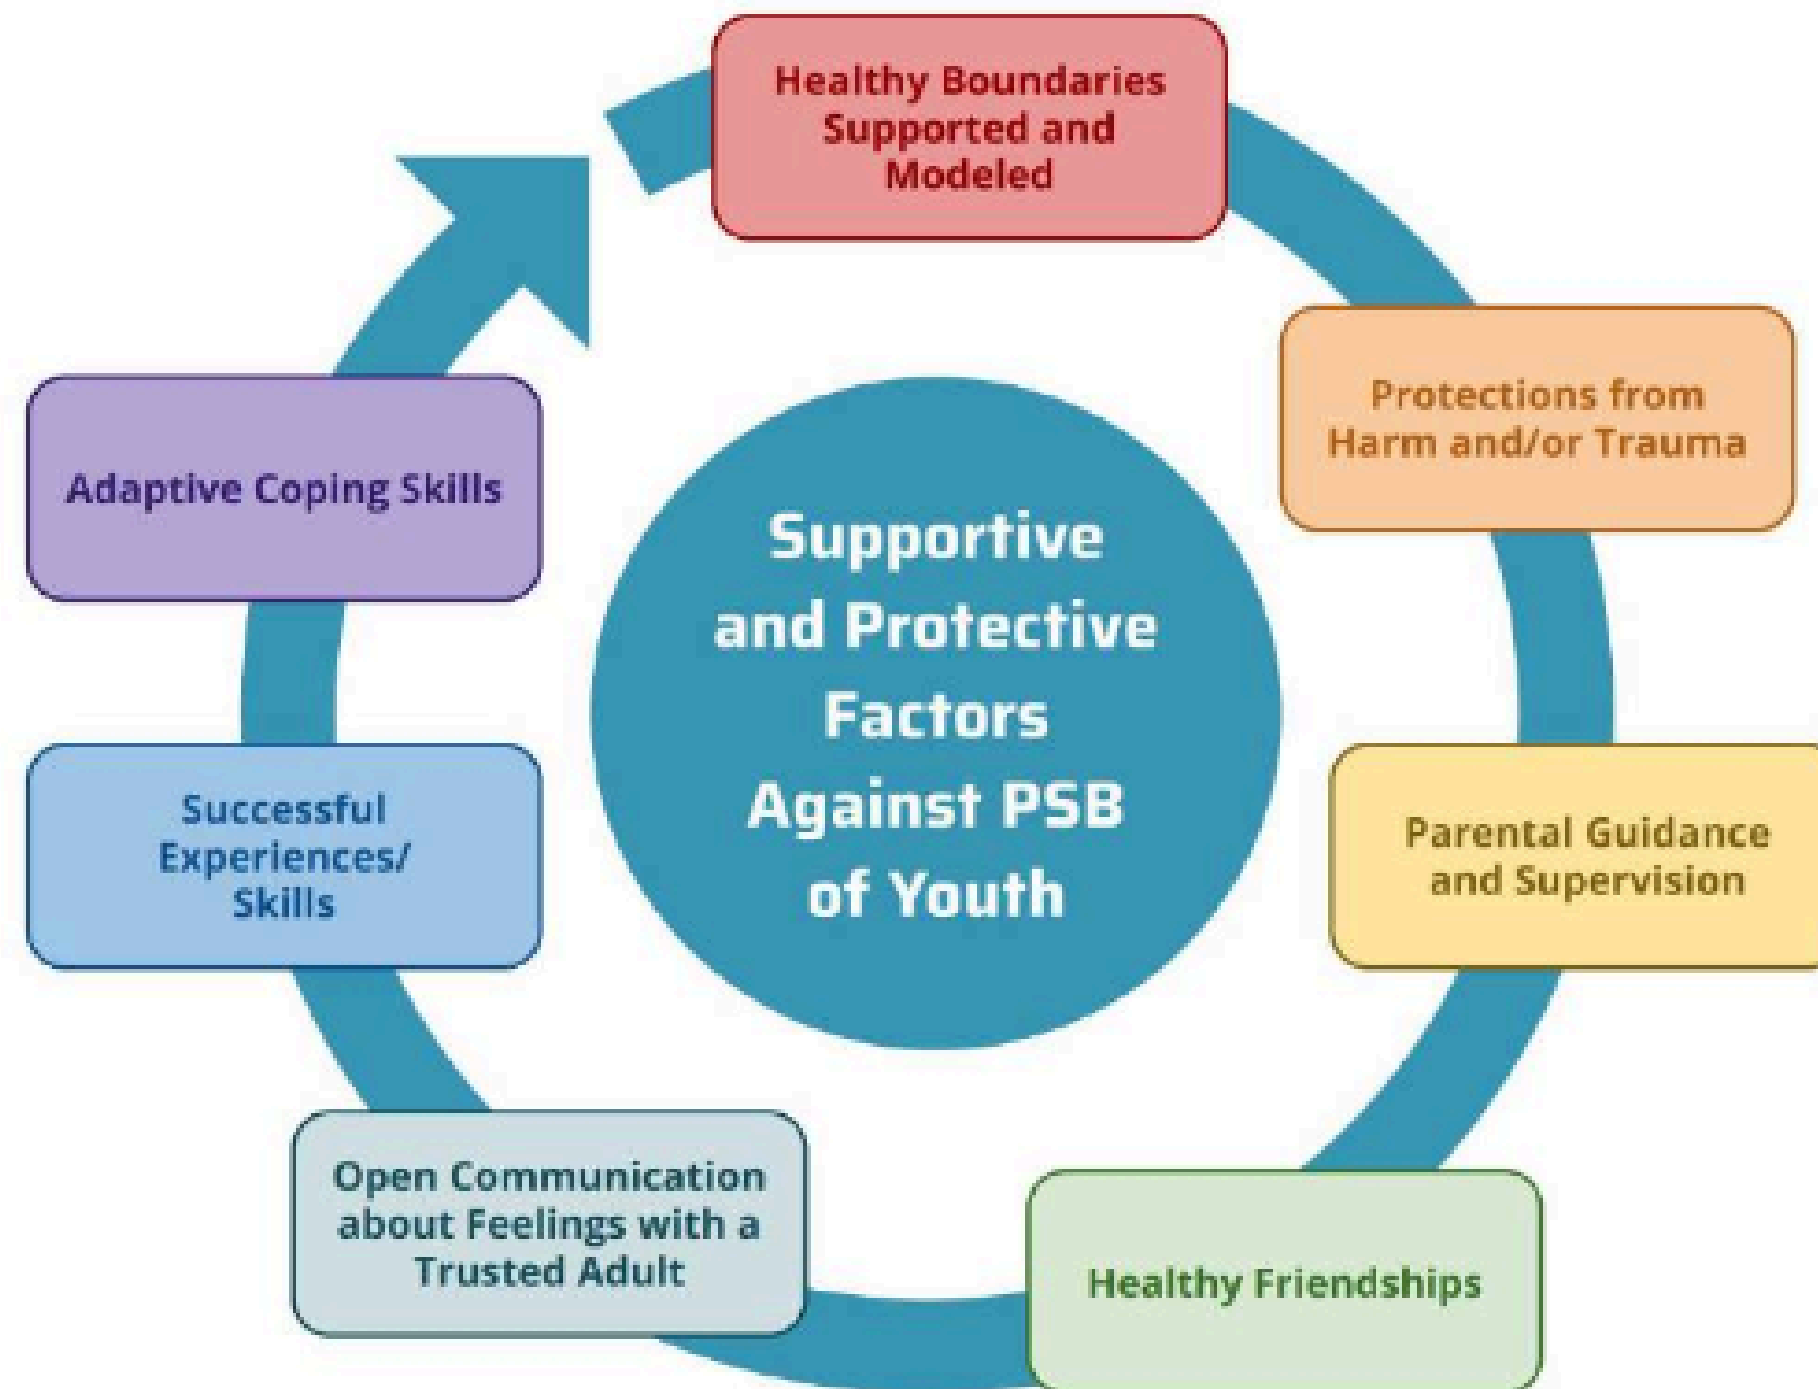 Healthy Boundaries
Supported and
Modeled
Protections from
Harm and/or Trauma
Parental Guidance
and Supervision
Healthy Friendships
Open Communication
about Feelings with a
Trusted Adult
Successful
Experiences/
Skills
Adaptive Coping Skills
Supportive
and Protective
Factors
Against PSB
of Youth